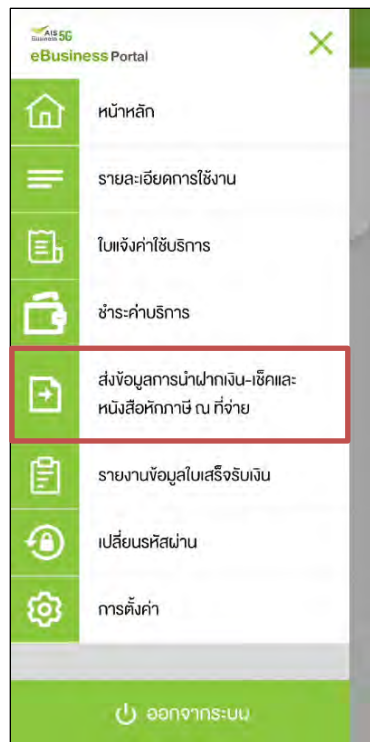 AIS 5G
Business
eBusiness Portal
หน้าหลัก
รายละเอียดการใช้งาน
ใบแจ้งค่าใช้บริการ
ชำระค่าบริการ
ส่งข้อมูลการนำฝากเงิน-เช็คและ
หนังสือหักภาษี ณ ที่จ่าย
รายงานข้อมูลใบเสร็จรับเงิน
เปลี่ยนรหัสผ่าน
การตั้งค่า
ออกจากระบบ